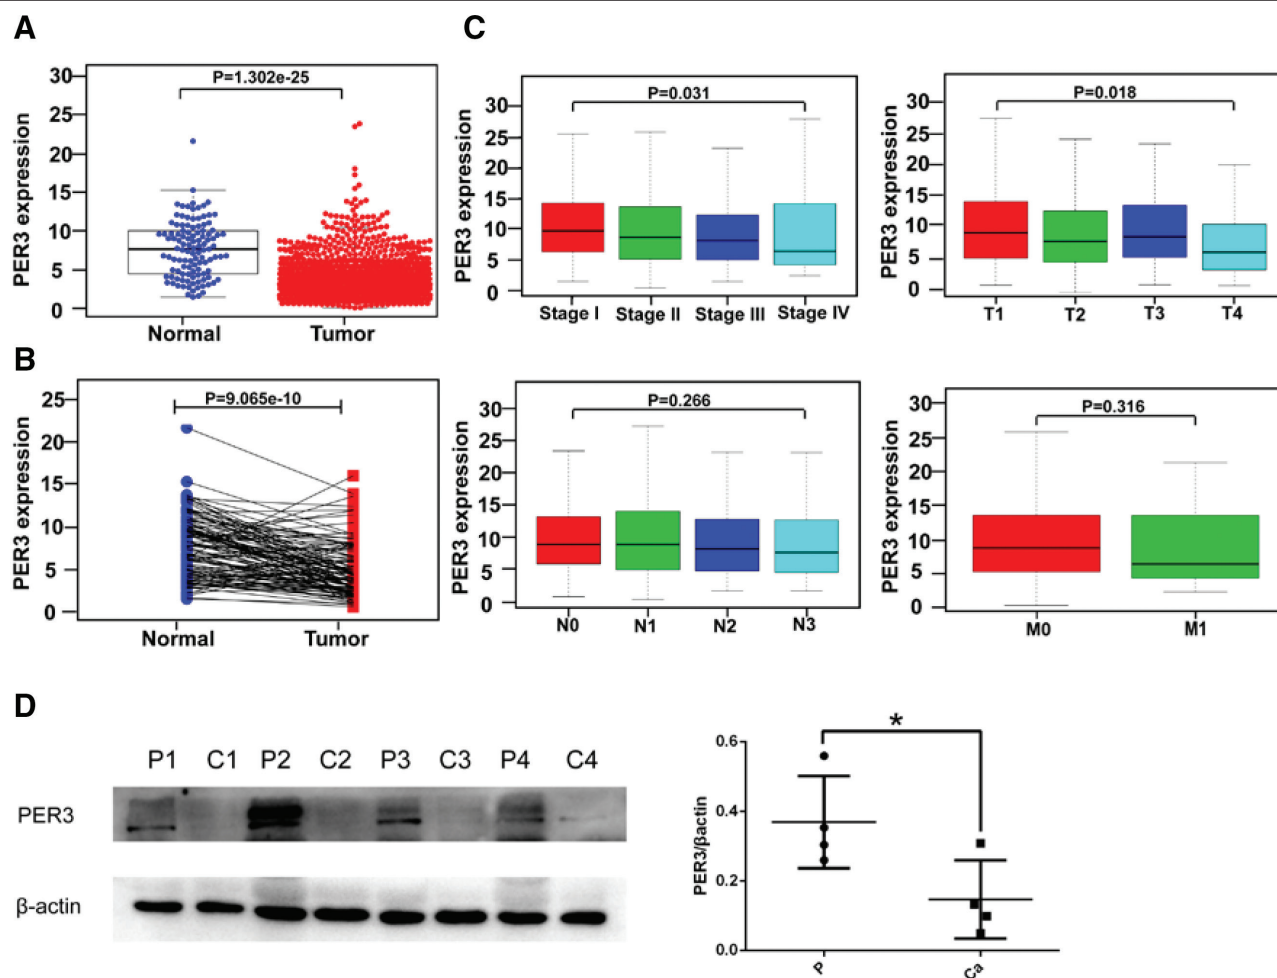 A
P=1.302e-25
PER3 expression
30
25
20
15
10
5
0
Normal Tumor
B
P=9.065e-10
PER3 expression
25
20
15
10
5
0
Normal Tumor
C
P=0.031
PER3 expression
30
25
20
15
10
5
0
Stage I Stage II Stage III Stage IV
P=0.018
PER3 expression
30
25
20
15
10
5
0
T1 T2 T3 T4
P=0.266
PER3 expression
30
25
20
15
10
5
0
N0 N1 N2 N3
P=0.316
PER3 expression
30
25
20
15
10
5
0
M0 M1
D
P1 C1 P2 C2 P3 C3 P4 C4
PER3
β-actin
*
PER3/βactin
0.6
0.4
0.2
0.0
P Ca